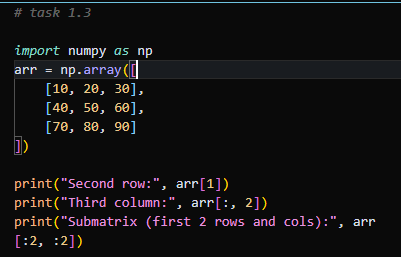 # task 1.3
import numpy as np
arr = np.array([
    [10, 20, 30],
    [40, 50, 60],
    [70, 80, 90]
])
print("Second row:", arr[1])
print("Third column:", arr[:, 2])
print("Submatrix (first 2 rows and cols):", arr
[:2, :2])